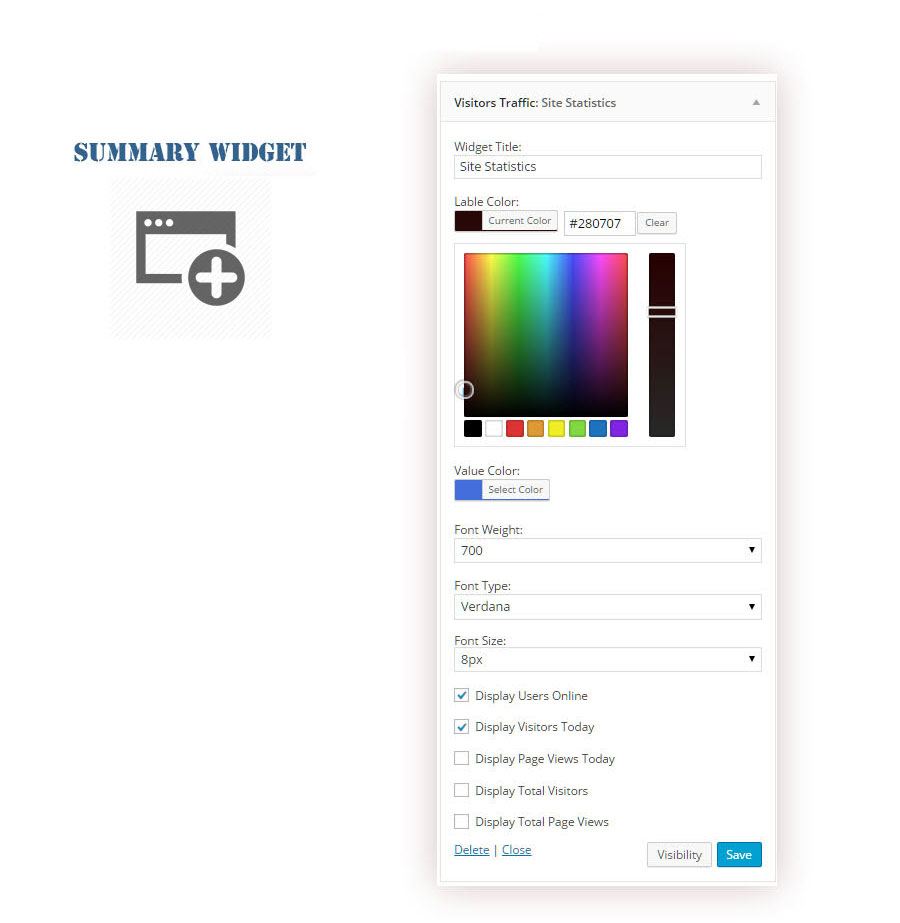 SUMMARY WIDGET
Visitors Traffic: Site Statistics
Widget Title:
Site Statistics
Lable Color:
Current Color #280707 Clear
Value Color:
Select Color
Font Weight:
700
Font Type:
Verdana
Font Size:
8px
Display Users Online
Display Visitors Today
Display Page Views Today
Display Total Visitors
Display Total Page Views
Delete | Close Visibility Save